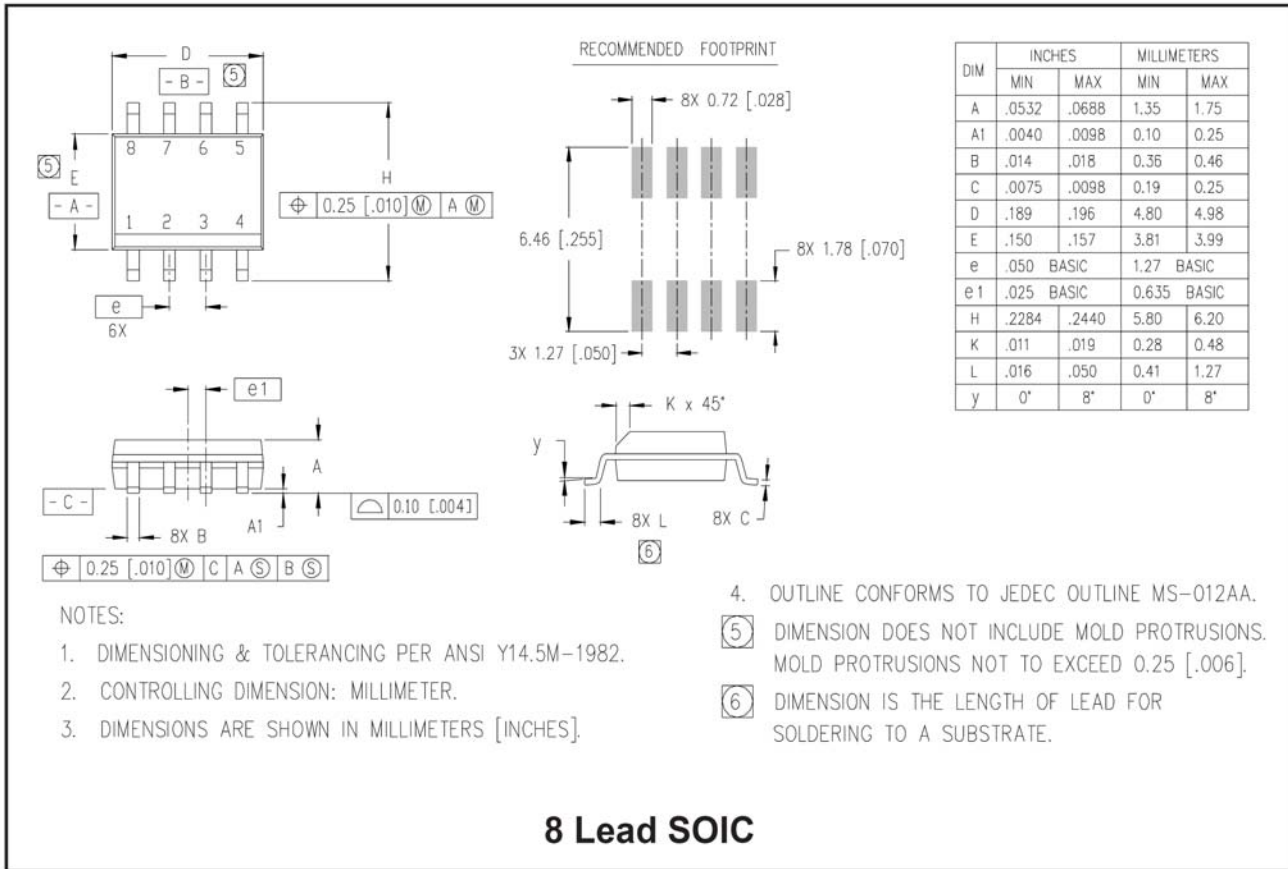 D
- B -
5
8 7 6 5
5
E
- A -
H
⌖ 0.25 [.010] Ⓜ A Ⓜ
1 2 3 4
e
6X
RECOMMENDED FOOTPRINT
8X 0.72 [.028]
6.46 [.255]
8X 1.78 [.070]
3X 1.27 [.050]
DIM INCHES MILLIMETERS
MIN MAX MIN MAX
A .0532 .0688 1.35 1.75
A1 .0040 .0098 0.10 0.25
B .014 .018 0.36 0.46
C .0075 .0098 0.19 0.25
D .189 .196 4.80 4.98
E .150 .157 3.81 3.99
e .050 BASIC 1.27 BASIC
e1 .025 BASIC 0.635 BASIC
H .2284 .2440 5.80 6.20
K .011 .019 0.28 0.48
L .016 .050 0.41 1.27
y 0° 8° 0° 8°
e1
A
- C -
8X B
A1
⌓ 0.10 [.004]
⌖ 0.25 [.010] Ⓜ C A Ⓢ B Ⓢ
K x 45°
y
8X L
6
8X C
NOTES:
1. DIMENSIONING & TOLERANCING PER ANSI Y14.5M-1982.
2. CONTROLLING DIMENSION: MILLIMETER.
3. DIMENSIONS ARE SHOWN IN MILLIMETERS [INCHES].
4. OUTLINE CONFORMS TO JEDEC OUTLINE MS-012AA.
5 DIMENSION DOES NOT INCLUDE MOLD PROTRUSIONS.
MOLD PROTRUSIONS NOT TO EXCEED 0.25 [.006].
6 DIMENSION IS THE LENGTH OF LEAD FOR
SOLDERING TO A SUBSTRATE.
8 Lead SOIC